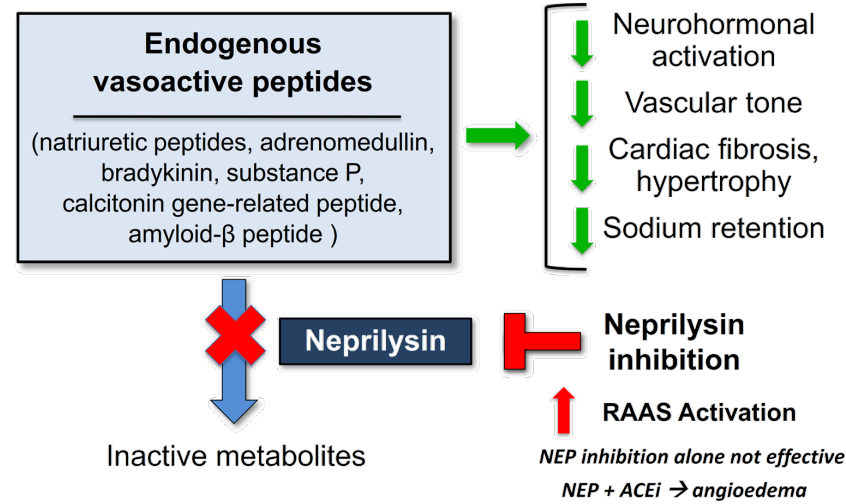 Endogenous
vasoactive peptides
(natriuretic peptides, adrenomedullin,
bradykinin, substance P,
calcitonin gene-related peptide,
amyloid-β peptide )
Neurohormonal
activation
Vascular tone
Cardiac fibrosis,
hypertrophy
Sodium retention
Neprilysin
Neprilysin
inhibition
RAAS Activation
NEP inhibition alone not effective
NEP + ACEi → angioedema
Inactive metabolites